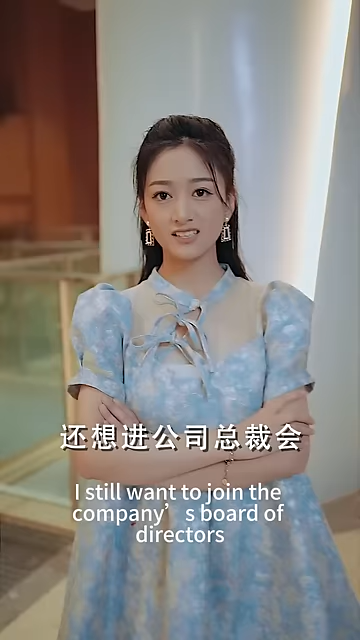 还想进公司总裁会
I still want to join the
company’s board of
directors